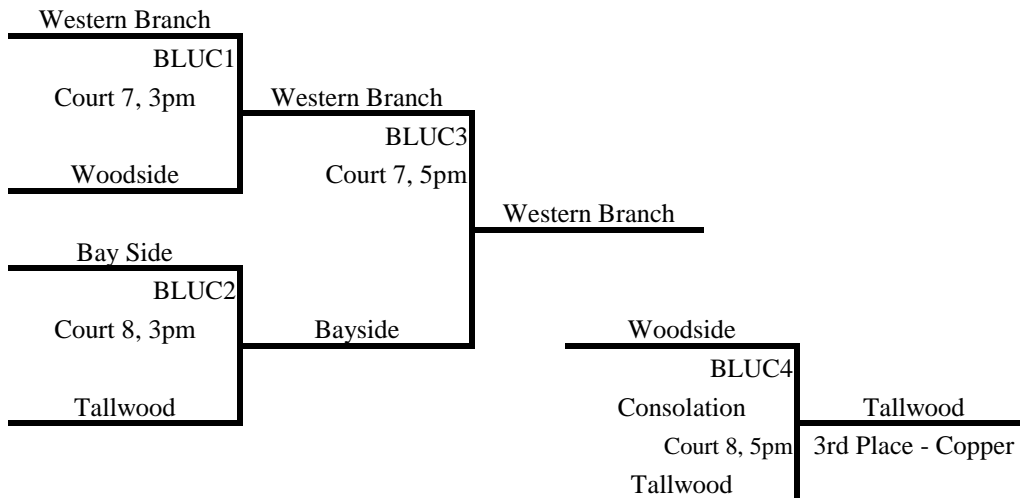 Western Branch
BLUC1
Court 7, 3pm
Western Branch
BLUC3
Woodside
Court 7, 5pm
Western Branch
Bay Side
BLUC2
Court 8, 3pm
Bayside
Woodside
BLUC4
Tallwood
Consolation
Tallwood
Court 8, 5pm
3rd Place - Copper
Tallwood